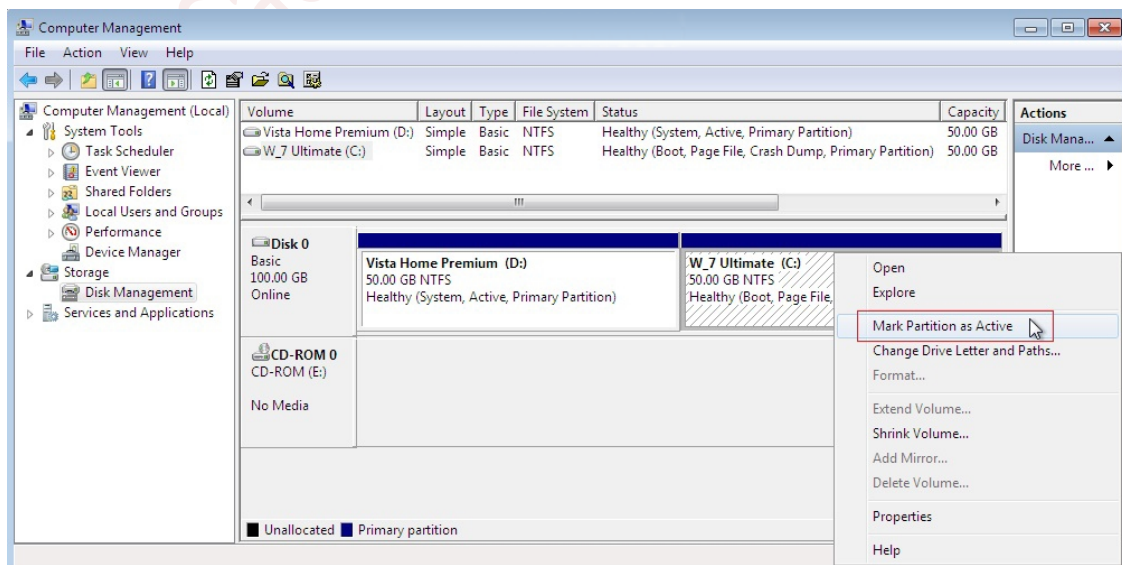 Computer Management
File Action View Help
Computer Management (Local)
System Tools
Task Scheduler
Event Viewer
Shared Folders
Local Users and Groups
Performance
Device Manager
Storage
Disk Management
Services and Applications
Volume Layout Type File System Status Capacity
Vista Home Premium (D:) Simple Basic NTFS Healthy (System, Active, Primary Partition) 50.00 GB
W_7 Ultimate (C:) Simple Basic NTFS Healthy (Boot, Page File, Crash Dump, Primary Partition) 50.00 GB
Disk 0
Basic
100.00 GB
Online
Vista Home Premium (D:)
50.00 GB NTFS
Healthy (System, Active, Primary Partition)
W_7 Ultimate (C:)
50.00 GB NTFS
Healthy (Boot, Page File,
CD-ROM 0
CD-ROM (E:)
No Media
Unallocated Primary partition
Open
Explore
Mark Partition as Active
Change Drive Letter and Paths...
Format...
Extend Volume...
Shrink Volume...
Add Mirror...
Delete Volume...
Properties
Help
Actions
Disk Mana...
More ...